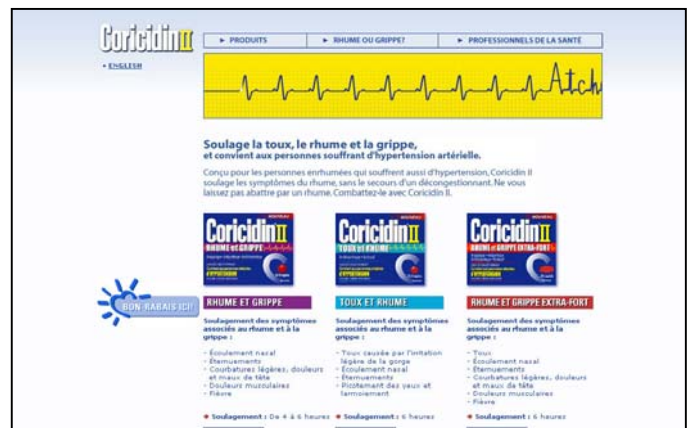 Coricidin II
► PRODUITS
► RHUME OU GRIPPE?
► PROFESSIONNELS DE LA SANTÉ
• ENGLISH
Atch
Soulage la toux, le rhume et la grippe,
et convient aux personnes souffrant d'hypertension artérielle.
Conçu pour les personnes enrhumées qui souffrent aussi d'hypertension, Coricidin II
soulage les symptômes du rhume, sans le secours d'un décongestionnant. Ne vous
laissez pas abattre par un rhume. Combattez-le avec Coricidin II.
NOUVEAU
Coricidin II
RHUME ET GRIPPE
D'HYPERTENSION
NOUVEAU
Coricidin II
TOUX ET RHUME
D'HYPERTENSION
NOUVEAU
Coricidin II
RHUME ET GRIPPE EXTRA-FORT
D'HYPERTENSION
BON-RABAIS ICI!
RHUME ET GRIPPE
Soulagement des symptômes
associés au rhume et à la
grippe :
- Écoulement nasal
- Éternuements
- Courbatures légères, douleurs
et maux de tête
- Douleurs musculaires
- Fièvre
Soulagement : De 4 à 6 heures
TOUX ET RHUME
Soulagement des symptômes
associés au rhume et à la
grippe :
- Toux causée par l'irritation
légère de la gorge
- Écoulement nasal
- Éternuements
- Picotement des yeux et
larmoiement
Soulagement : 6 heures
RHUME ET GRIPPE EXTRA-FORT
Soulagement des symptômes
associés au rhume et à la
grippe :
- Toux
- Écoulement nasal
- Éternuements
- Courbatures légères, douleurs
et maux de tête
- Douleurs musculaires
- Fièvre
Soulagement : 6 heures